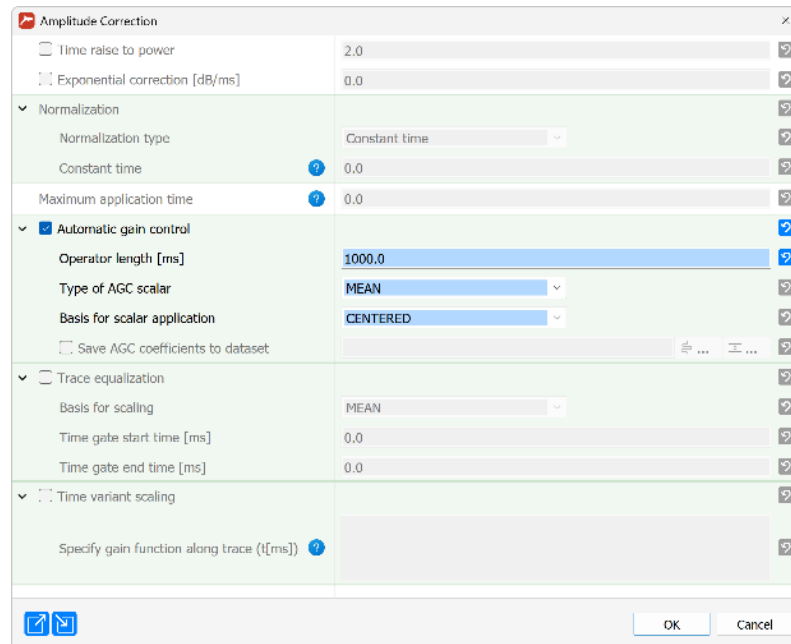 Amplitude Correction
Time raise to power 2.0
Exponential correction [dB/ms] 0.0
Normalization
Normalization type Constant time
Constant time ? 0.0
Maximum application time ? 0.0
Automatic gain control
Operator length [ms] 1000.0
Type of AGC scalar MEAN
Basis for scalar application CENTERED
Save AGC coefficients to dataset ... ...
Trace equalization
Basis for scaling MEAN
Time gate start time [ms] 0.0
Time gate end time [ms] 0.0
Time variant scaling
Specify gain function along trace (t[ms]) ?
OK Cancel